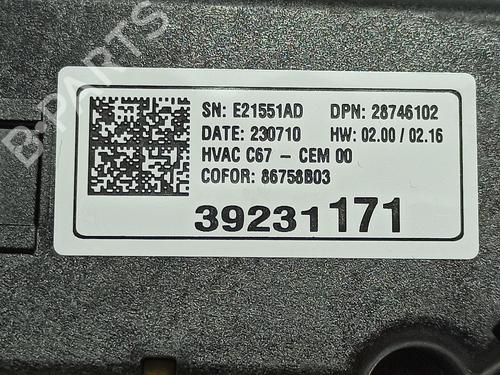 SN: E21551AD DPN: 28746102
DATE: 230710 HW: 02.00 / 02.16
HVAC C67 - CEM 00
COFOR: 86758B03
39231171
B-PARTS